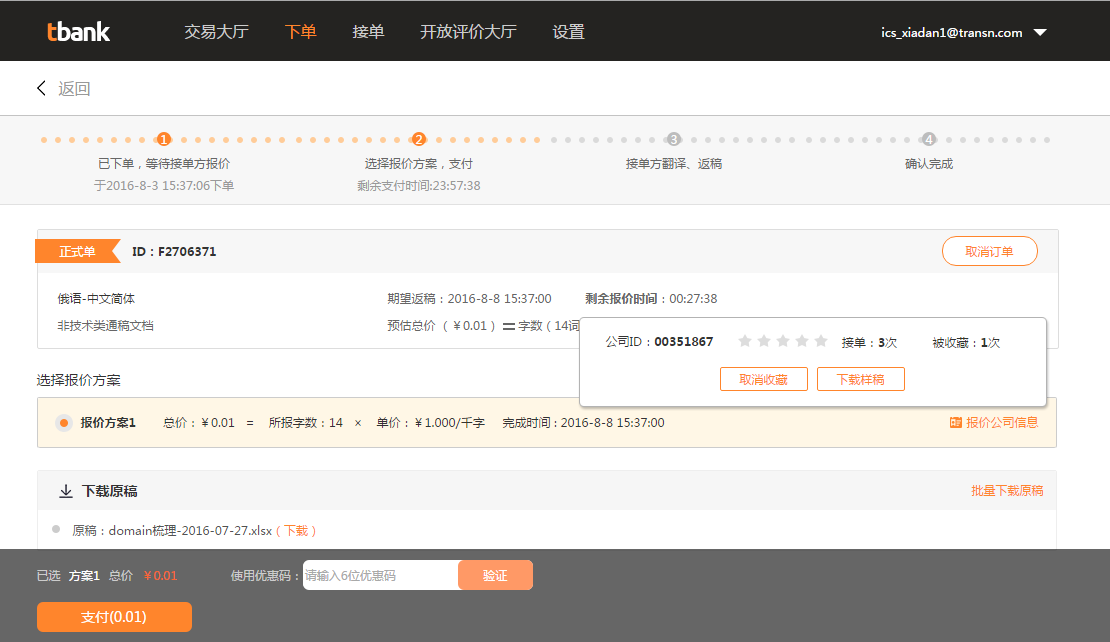 tbank 交易大厅 下单 接单 开放评价大厅 设置 ics_xiadan1@transn.com
返回
1 2 3 4
已下单，等待接单方报价 选择报价方案，支付 接单方翻译、返稿 确认完成
于2016-8-3 15:37:06下单 剩余支付时间:23:57:38
正式单 ID：F2706371 取消订单
俄语-中文简体 期望返稿：2016-8-8 15:37:00 剩余报价时间：00:27:38
非技术类通稿文档 预估总价（￥0.01）=字数（14词
公司ID：00351867 接单：3次 被收藏：1次
取消收藏 下载样稿
选择报价方案
报价方案1 总价：￥0.01 = 所报字数：14 × 单价：￥1.000/千字 完成时间：2016-8-8 15:37:00 报价公司信息
下载原稿 批量下载原稿
原稿：domain梳理-2016-07-27.xlsx（下载）
已选 方案1 总价 ￥0.01 使用优惠码：请输入6位优惠码 验证
支付(0.01)